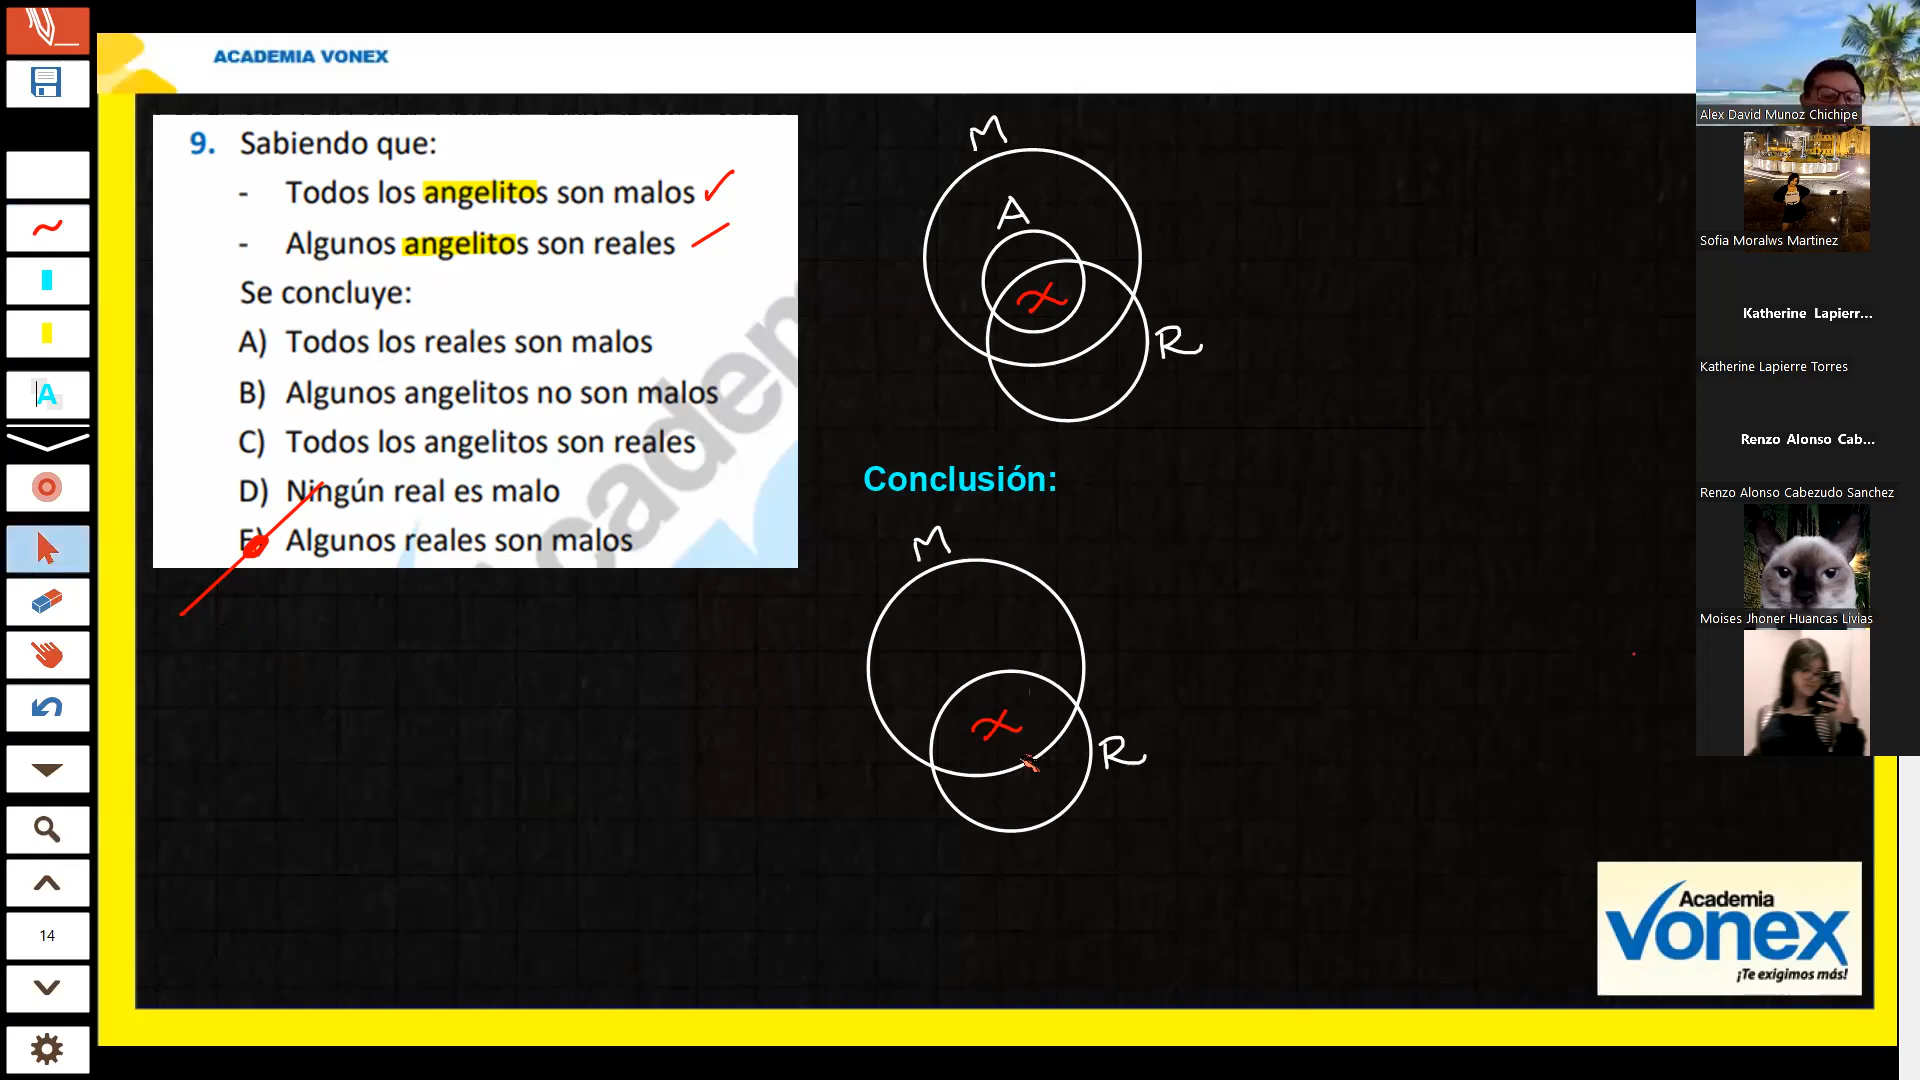 ACADEMIA VONEX
9. Sabiendo que:
- Todos los angelitos son malos
- Algunos angelitos son reales
Se concluye:
A) Todos los reales son malos
B) Algunos angelitos no son malos
C) Todos los angelitos son reales
D) Ningún real es malo
E) Algunos reales son malos
M
A
x
R
Conclusión:
M
x
R
Alex David Munoz Chichipe
Sofia Moralws Martinez
Katherine Lapierr...
Katherine Lapierre Torres
Renzo Alonso Cab...
Renzo Alonso Cabezudo Sanchez
Moises Jhoner Huancas Livias
A
14
Academia
Vonex
¡Te exigimos más!